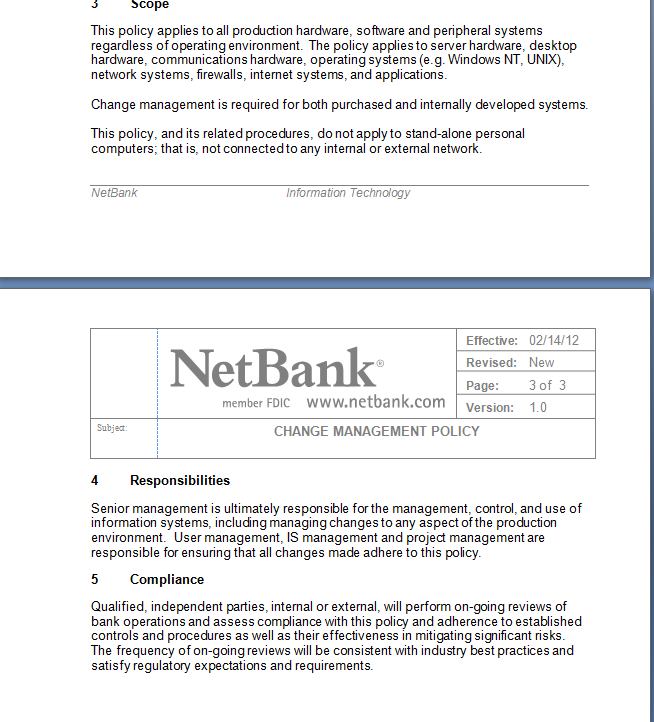 3 Scope
This policy applies to all production hardware, software and peripheral systems
regardless of operating environment. The policy applies to server hardware, desktop
hardware, communications hardware, operating systems (e.g. Windows NT, UNIX),
network systems, firewalls, internet systems, and applications.
Change management is required for both purchased and internally developed systems.
This policy, and its related procedures, do not apply to stand-alone personal
computers; that is, not connected to any internal or external network.
NetBank Information Technology
NetBank®
member FDIC www.netbank.com
Effective: 02/14/12
Revised: New
Page: 3 of 3
Version: 1.0
Subject:
CHANGE MANAGEMENT POLICY
4 Responsibilities
Senior management is ultimately responsible for the management, control, and use of
information systems, including managing changes to any aspect of the production
environment. User management, IS management and project management are
responsible for ensuring that all changes made adhere to this policy.
5 Compliance
Qualified, independent parties, internal or external, will perform on-going reviews of
bank operations and assess compliance with this policy and adherence to established
controls and procedures as well as their effectiveness in mitigating significant risks.
The frequency of on-going reviews will be consistent with industry best practices and
satisfy regulatory expectations and requirements.